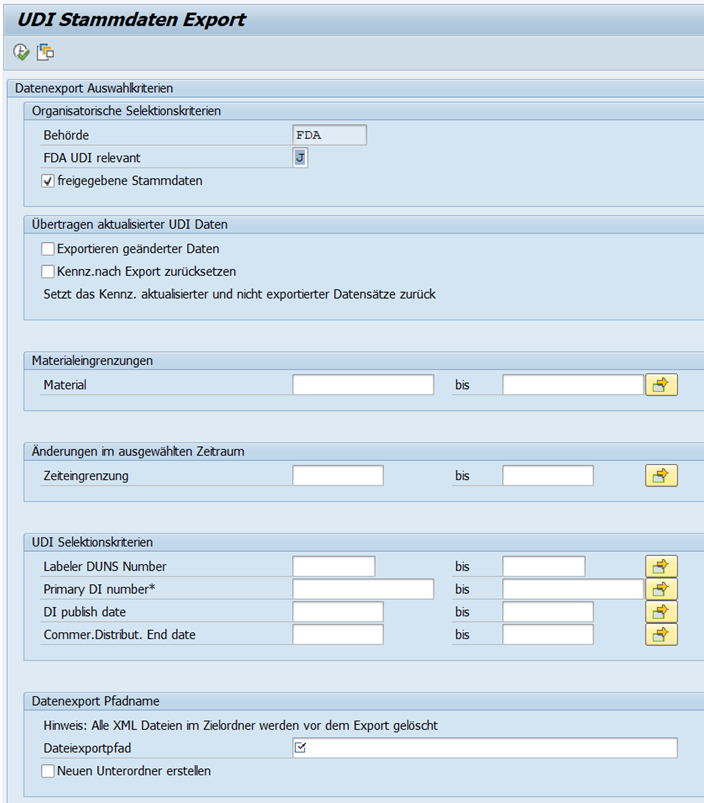 UDI Stammdaten Export
Datenexport Auswahlkriterien
Organisatorische Selektionskriterien
Behörde FDA
FDA UDI relevant J
freigegebene Stammdaten
Übertragen aktualisierter UDI Daten
Exportieren geänderter Daten
Kennz.nach Export zurücksetzen
Setzt das Kennz. aktualisierter und nicht exportierter Datensätze zurück
Materialeingrenzungen
Material bis
Änderungen im ausgewählten Zeitraum
Zeiteingrenzung bis
UDI Selektionskriterien
Labeler DUNS Number bis
Primary DI number* bis
DI publish date bis
Commer.Distribut. End date bis
Datenexport Pfadname
Hinweis: Alle XML Dateien im Zielordner werden vor dem Export gelöscht
Dateiexportpfad
Neuen Unterordner erstellen